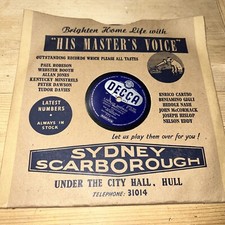 Brighten Home Life with
"HIS MASTER'S VOICE"
OUTSTANDING RECORDS WHICH PLEASE ALL TASTES
PAUL ROBESON
WEBSTER BOOTH
ALLAN JONES
KENTUCKY MINSTRELS
PETER DAWSON
TUDOR DAVIES
ENRICO CARUSO
BENIAMINO GIGLI
HEDDLE NASH
JOHN McCORMACK
JOSEPH HISLOP
NELSON EDDY
DECCA
LATEST
NUMBERS
ALWAYS
IN STOCK
Let us play them over for you!
SYDNEY
SCARBOROUGH
UNDER THE CITY HALL, HULL
TELEPHONE: 31014